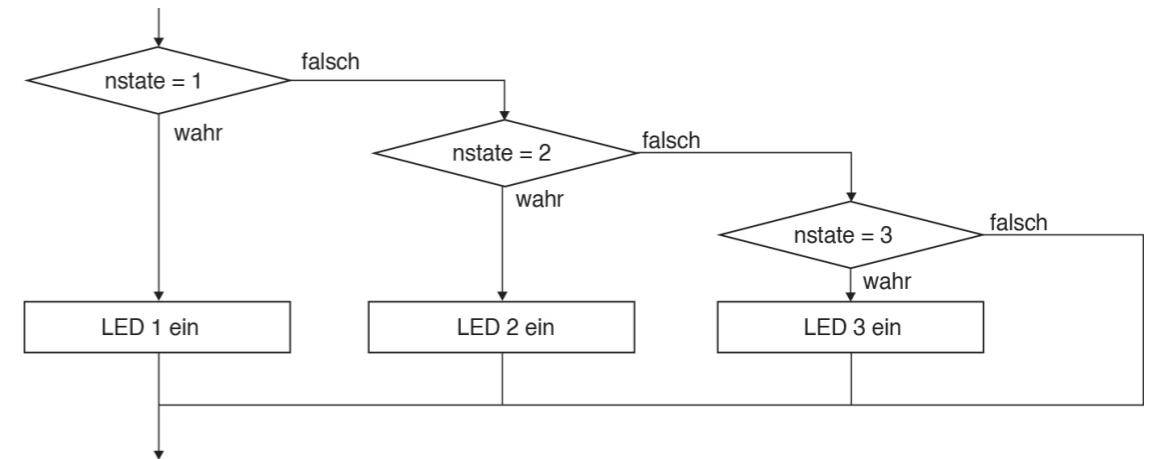 falsch
nstate = 1
wahr
falsch
nstate = 2
wahr
falsch
nstate = 3
wahr
LED 1 ein
LED 2 ein
LED 3 ein